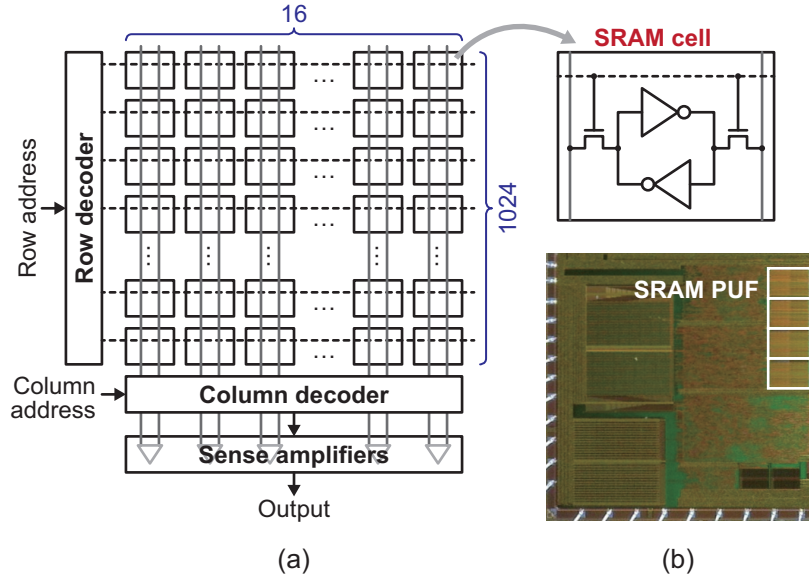 16
SRAM cell
Row address
Row decoder
...
...
...
...
...
...
...
...
...
...
...
1024
SRAM PUF
Column
address
Column decoder
Sense amplifiers
Output
(a)
(b)